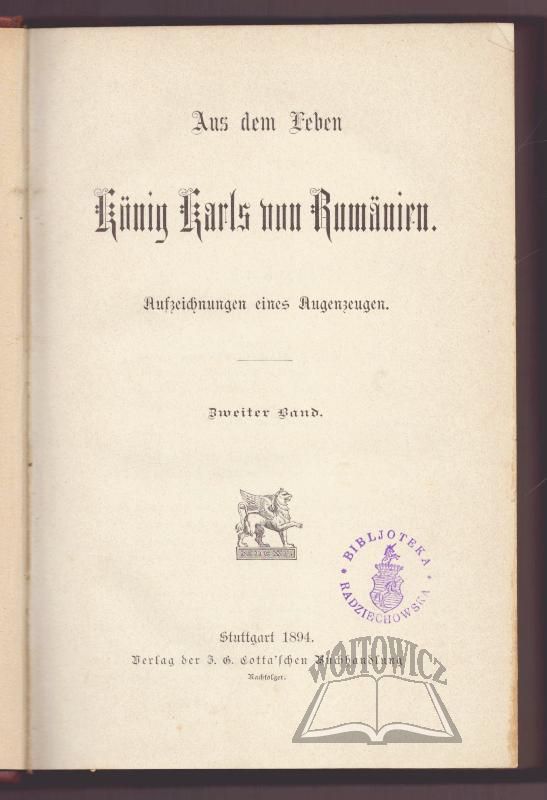 Aus dem Leben
König Karls von Rumänien.
Aufzeichnungen eines Augenzeugen.
Zweiter Band.
BIBLJOTEKA
RADZIECHOWSKA
Stuttgart 1894.
Verlag der J. G. Cotta'schen Buchhandlung
Nachfolger.
WÓJTOWICZ